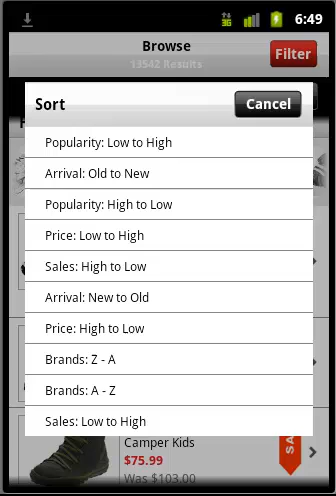 3G
6:49
Browse
13542 Results
Filter
Sort
Cancel
Popularity: Low to High
Arrival: Old to New
Popularity: High to Low
Price: Low to High
Sales: High to Low
Arrival: New to Old
Price: High to Low
Brands: Z - A
Brands: A - Z
Sales: Low to High
Camper Kids
$75.99
Was $103.00
SA